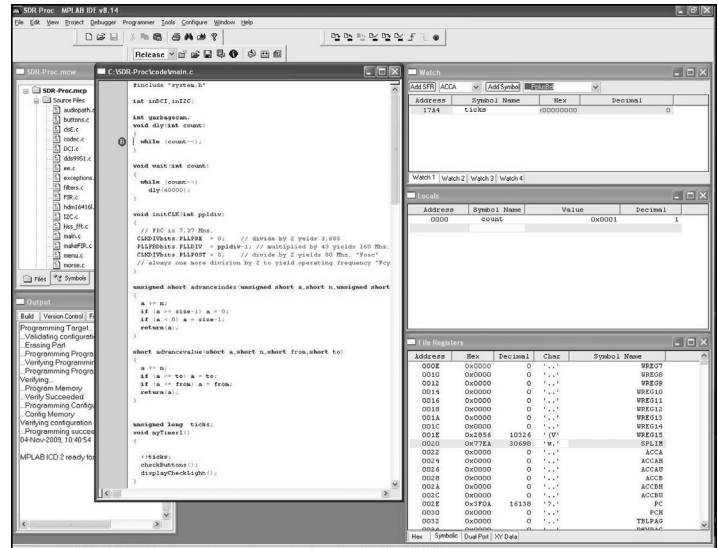 SDR-Proc - MPLAB IDE v8.14
File Edit View Project Debugger Programmer Tools Configure Window Help
Release
SDR-Proc.mcw
SDR-Proc.mcp
Source Files
audiopath.c
buttons.c
clsE.c
codec.c
DCI.c
dds9951.c
ee.c
exceptions.
filters.c
FIR.c
hdm16416l.
I2C.c
kiss_fft.c
main.c
makeFIR.c
menu.c
morse.c
Files Symbols
Output
Build Version Control
Programming Target...
...Validating configurati
...Erasing Part
...Programming Progra
...Verifying Programmin
...Programming Progra
Verifying...
...Program Memory
...Verify Succeeded
...Programming Configu
...Config Memory
Verifying configuration
...Programming succee
04-Nov-2009, 10:40:54
MPLAB ICD 2 ready for
C:\SDR-Proc\code\main.c
#include "system.h"
int inDCI,inI2C;
int garbagecan;
void dly(int count)
{
while (count--);
}
void wait(int count)
{
while (count--)
dly(40000);
}
void initCLK(int ppldiv)
{
// FRC is 7.37 Mhz.
CLKDIVbits.PLLPRE = 0; // divide by 2 yields 3.685
PLLFBDbits.PLLDIV = ppldiv-1; // multiplied by 43 yields 160 Mhz.
CLKDIVbits.PLLPOST = 0; // divide by 2 yields 80 Mhz. "Fosc"
// always one more division by 2 to yield operating frequency "Fcy
}
unsigned short advanceindex(unsigned short a,short n,unsigned short
{
a += n;
if (a >= size-1) a = 0;
if (a < 0) a = size-1;
return(a);
}
short advancevalue(short a,short n,short from,short to)
{
a += n;
if (a >= to) a = to;
if (a <= from) a = from;
return(a);
}
unsigned long ticks;
void myTimer1()
{
++ticks;
checkButtons();
displayCheckLight();
}
Watch
Add SFR ACCA Add Symbol
Address Symbol Name Hex Decimal
17A4 ticks 0
Watch 1 Watch 2 Watch 3 Watch 4
Locals
Address Symbol Name Value Decimal
0000 count 0x0001 1
File Registers
Address Hex Decimal Char Symbol Name
000E 0x0000 0 '..' WREG7
0010 0x0000 0 '..' WREG8
0012 0x0000 0 '..' WREG9
0014 0x0000 0 '..' WREG10
0016 0x0000 0 '..' WREG11
0018 0x0000 0 '..' WREG12
001A 0x0000 0 '..' WREG13
001C 0x0000 0 '..' WREG14
001E 0x2856 10326 '(V' WREG15
0020 0x77EA 30698 'w.' SPLIM
0022 0x0000 0 '..' ACCA
0024 0x0000 0 '..' ACCAH
0026 0x0000 0 '..' ACCAU
0028 0x0000 0 '..' ACCB
002A 0x0000 0 '..' ACCBH
002C 0x0000 0 '..' ACCBU
002E 0x3F0A 16138 '?.' PC
0030 0x0000 0 '..' PCH
0032 0x0000 0 '..' TBLPAG
Hex Symbolic Dual Port XY Data